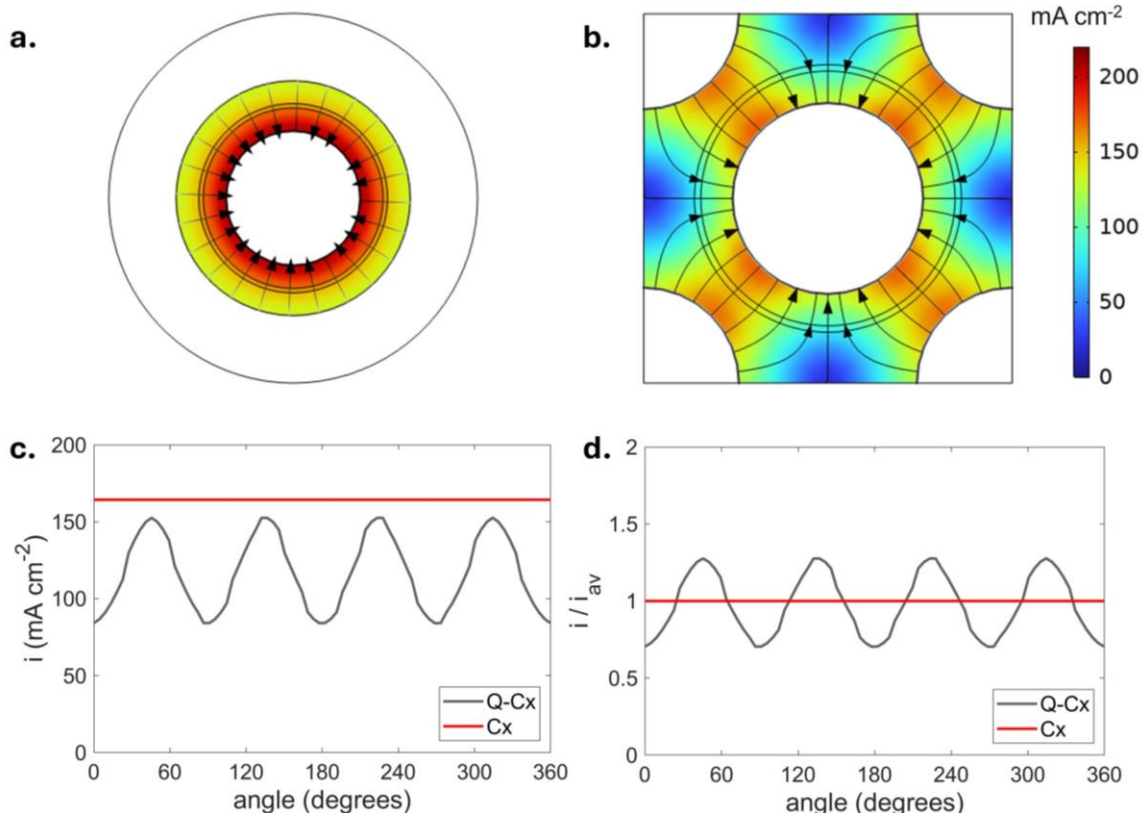 a.
b.
mA cm-2
200
150
100
50
0
c.
200
150
100
50
0
i (mA cm-2)
0 60 120 180 240 300 360
angle (degrees)
Q-Cx
Cx
d.
2
1.5
1
0.5
0
i / iav
0 60 120 180 240 300 360
angle (degrees)
Q-Cx
Cx